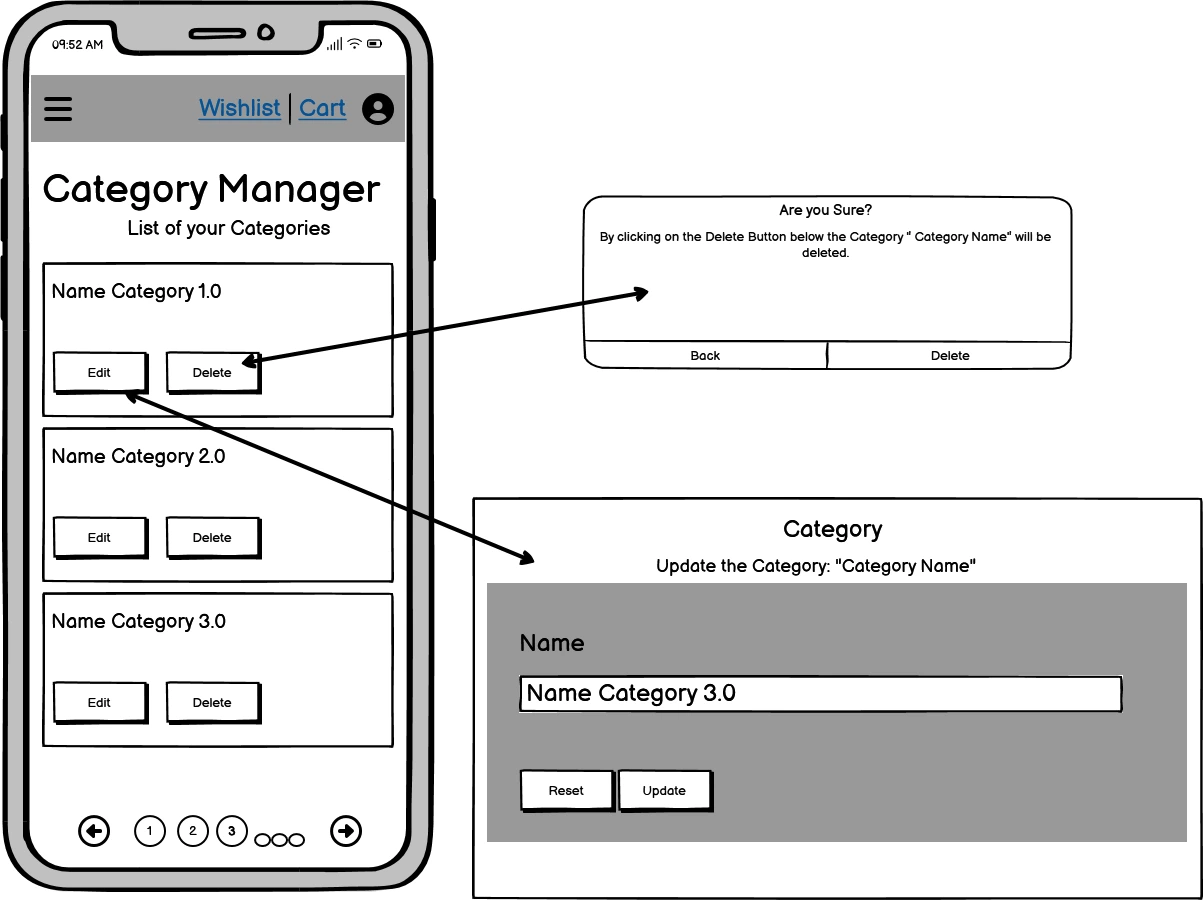 09:52 AM
Wishlist Cart
Category Manager
List of your Categories
Name Category 1.0
Edit Delete
Name Category 2.0
Edit Delete
Name Category 3.0
Edit Delete
1 2 3
Are you Sure?
By clicking on the Delete Button below the Category " Category Name" will be
deleted.
Back Delete
Category
Update the Category: "Category Name"
Name
Name Category 3.0
Reset Update